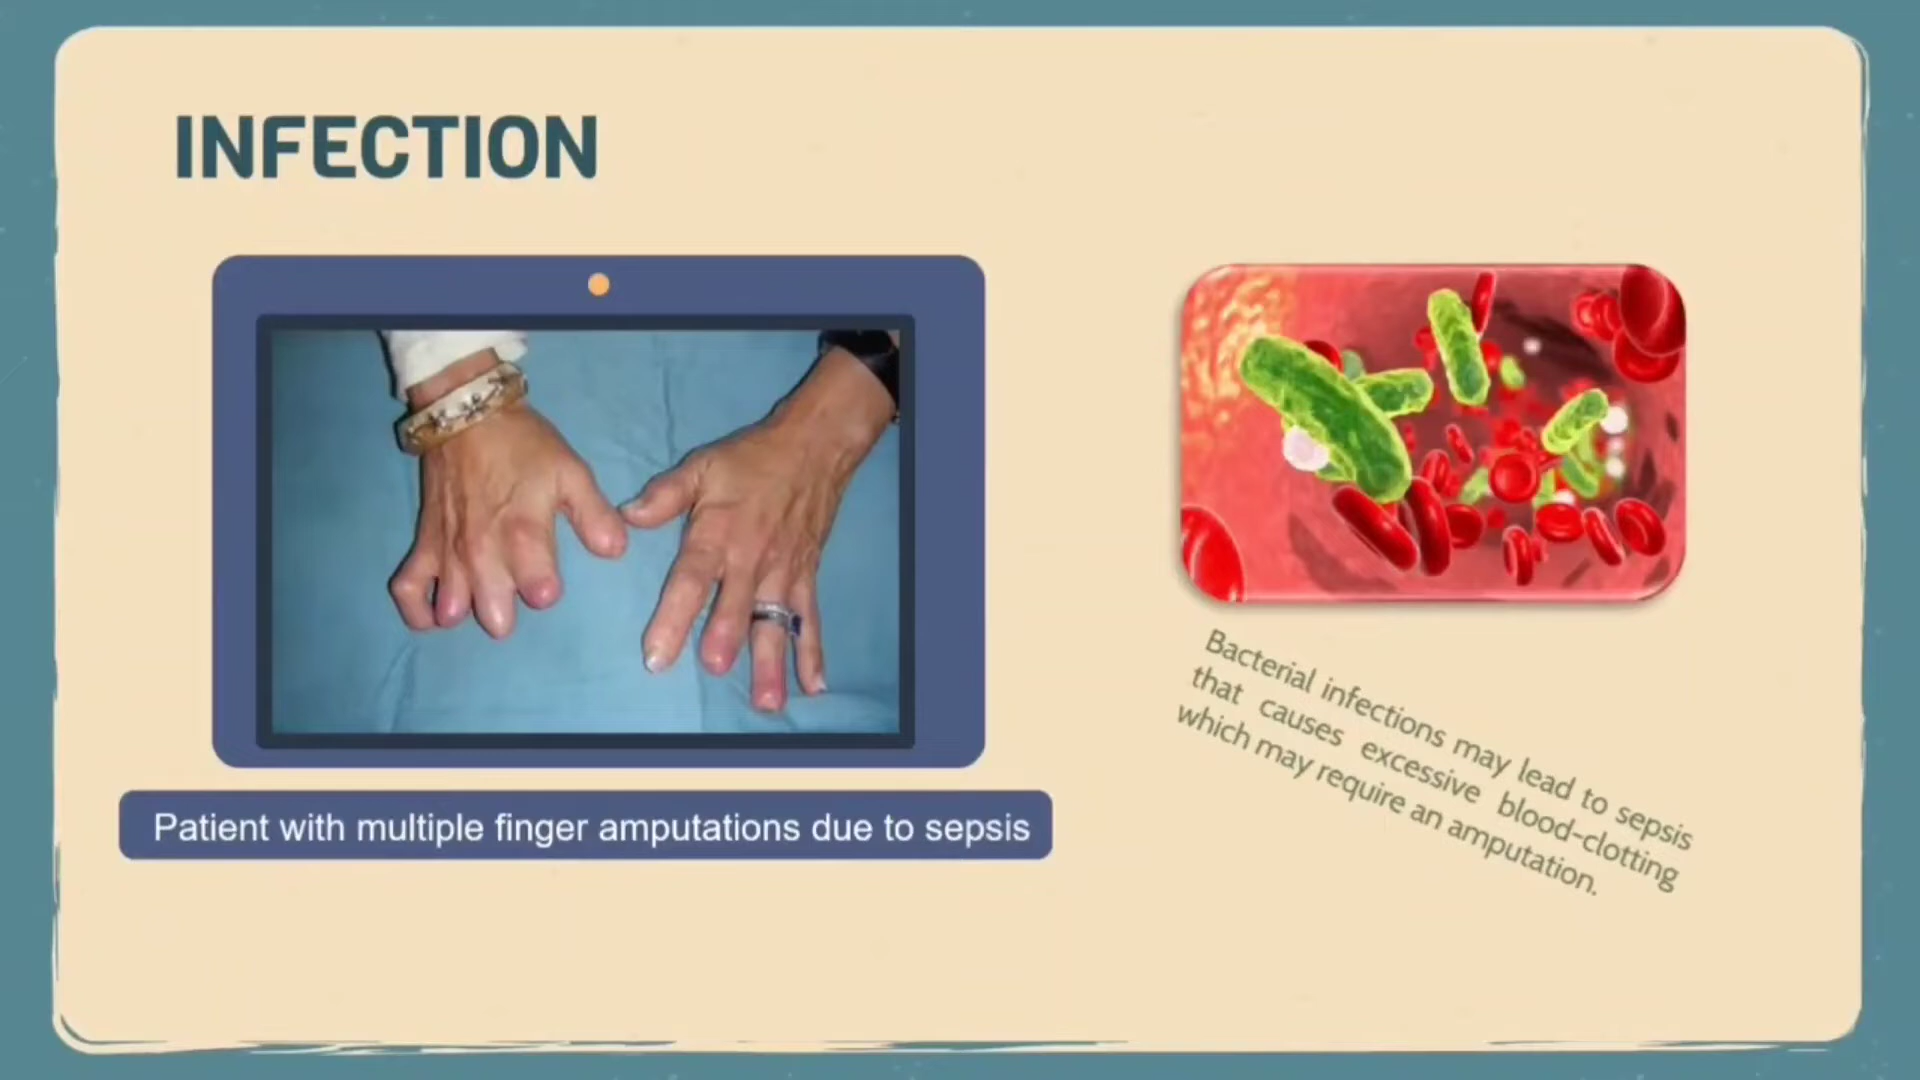 INFECTION
Patient with multiple finger amputations due to sepsis
Bacterial infections may lead to sepsis
that causes excessive blood-clotting
which may require an amputation.